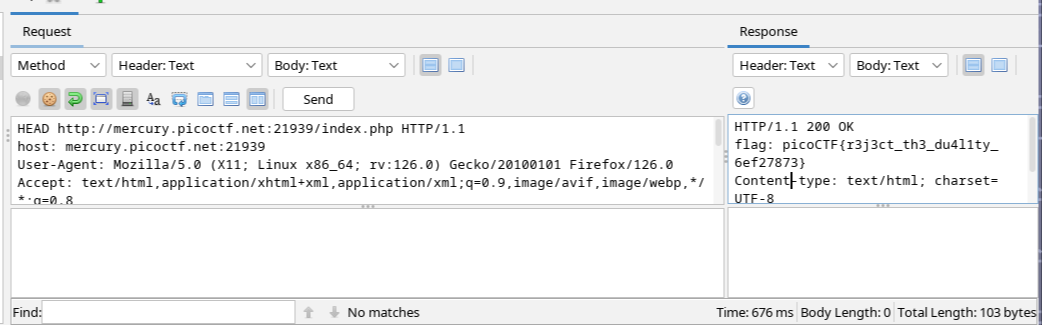 Request
Response
Method Header: Text Body: Text
Header: Text Body: Text
Aa Send
HEAD http://mercury.picoctf.net:21939/index.php HTTP/1.1
host: mercury.picoctf.net:21939
User-Agent: Mozilla/5.0 (X11; Linux x86_64; rv:126.0) Gecko/20100101 Firefox/126.0
Accept: text/html,application/xhtml+xml,application/xml;q=0.9,image/avif,image/webp,*/
*;q=0.8
HTTP/1.1 200 OK
flag: picoCTF{r3j3ct_th3_du4l1ty_
6ef27873}
Content-type: text/html; charset=
UTF-8
Find: No matches
Time: 676 ms Body Length: 0 Total Length: 103 bytes